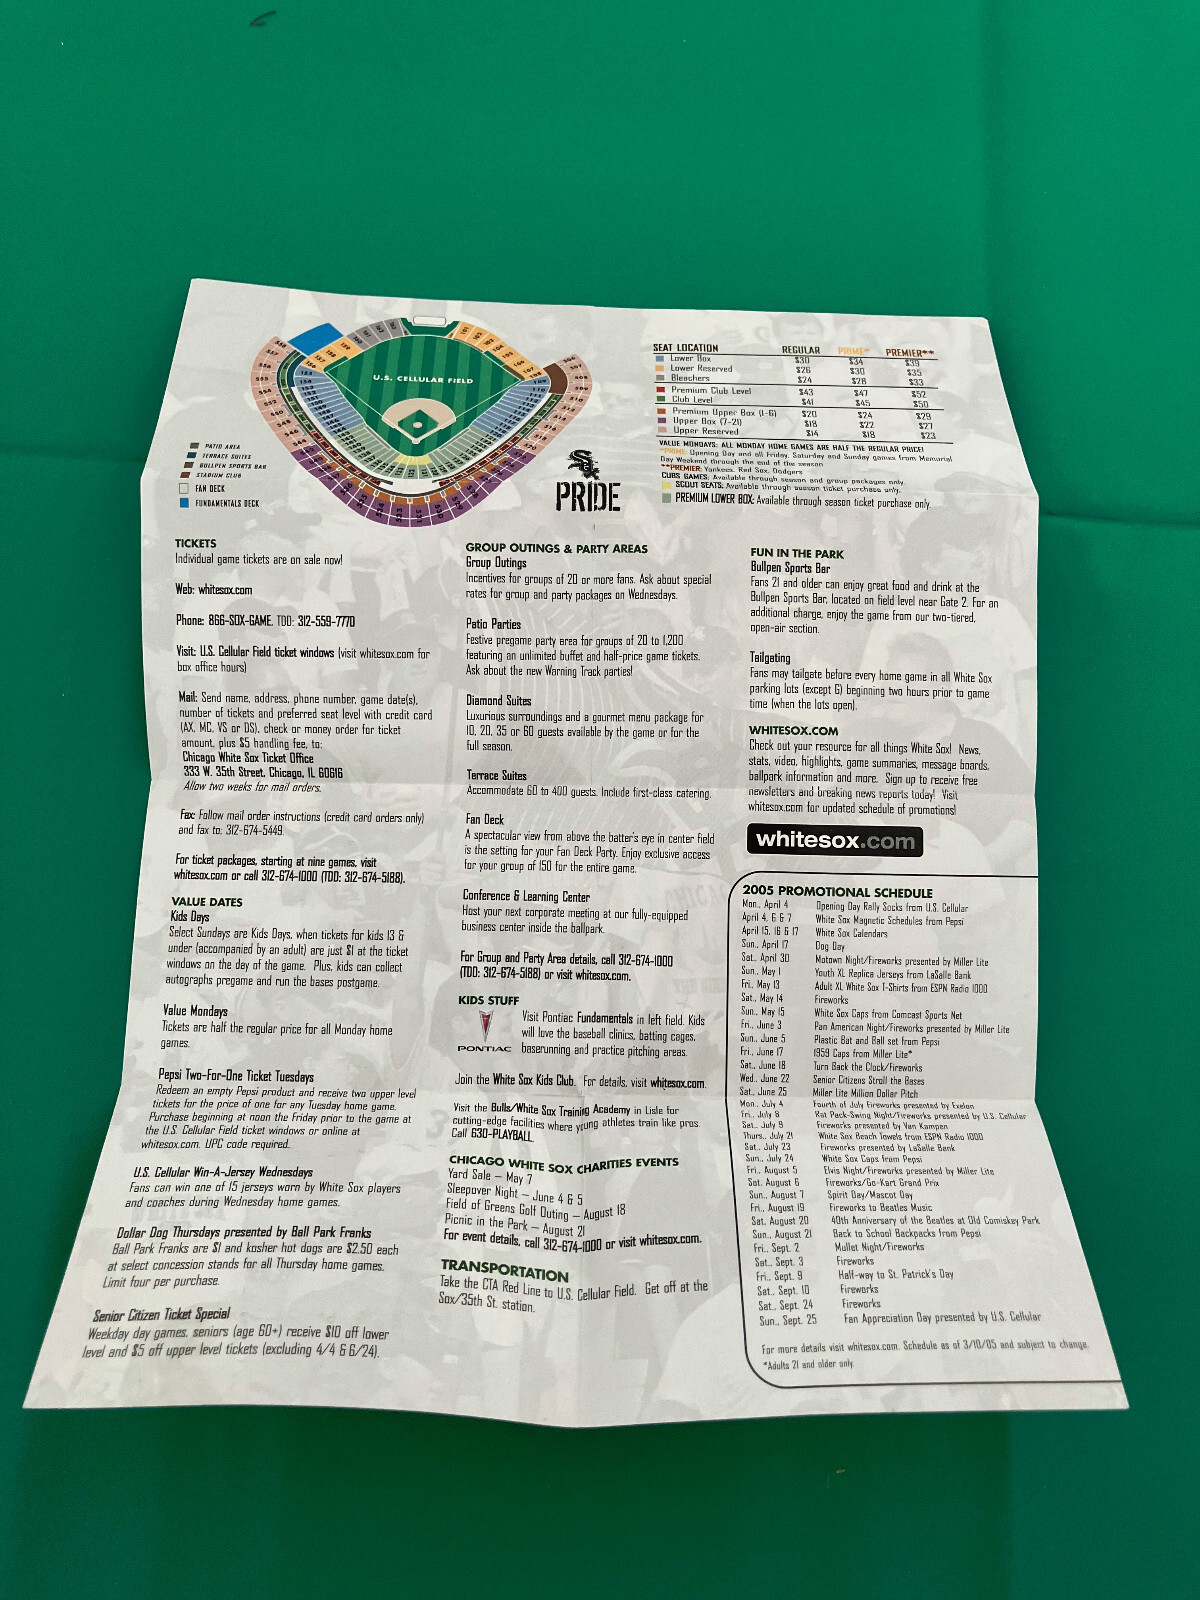 U.S. CELLULAR FIELD
PATIO AREA
TERRACE SUITES
BULLPEN SPORTS BAR
STADIUM CLUB
FAN DECK
FUNDAMENTALS DECK
PRIDE
SEAT LOCATION REGULAR PRIME* PREMIER**
Lower Box $30 $34 $39
Lower Reserved $26 $30 $35
Bleachers $24 $28 $33
Premium Club Level $43 $47 $52
Club Level $41 $45 $50
Premium Upper Box (1-6) $20 $24 $29
Upper Box (7-21) $18 $22 $27
Upper Reserved $14 $18 $23
VALUE MONDAYS: ALL MONDAY HOME GAMES ARE HALF THE REGULAR PRICE!
*PRIME: Opening Day and all Friday, Saturday and Sunday games from Memorial
Day Weekend through the end of the season
**PREMIER: Yankees, Red Sox, Dodgers
CUBS GAMES: Available through season and group packages only.
SCOUT SEATS: Available through season ticket purchase only.
PREMIUM LOWER BOX: Available through season ticket purchase only.
TICKETS
Individual game tickets are on sale now!
Web: whitesox.com
Phone: 866-SOX-GAME. TDD: 312-559-7770
Visit: U.S. Cellular Field ticket windows (visit whitesox.com for
box office hours)
Mail: Send name, address, phone number, game date(s),
number of tickets and preferred seat level with credit card
(AX, MC, VS or DS), check or money order for ticket
amount, plus $5 handling fee, to:
Chicago White Sox Ticket Office
333 W. 35th Street, Chicago, IL 60616
Allow two weeks for mail orders.
Fax: Follow mail order instructions (credit card orders only)
and fax to: 312-674-5449.
For ticket packages, starting at nine games, visit
whitesox.com or call 312-674-1000 (TDD: 312-674-5188).
VALUE DATES
Kids Days
Select Sundays are Kids Days, when tickets for kids 13 &
under (accompanied by an adult) are just $1 at the ticket
windows on the day of the game. Plus, kids can collect
autographs pregame and run the bases postgame.
Value Mondays
Tickets are half the regular price for all Monday home
games.
Pepsi Two-For-One Ticket Tuesdays
Redeem an empty Pepsi product and receive two upper level
tickets for the price of one for any Tuesday home game.
Purchase beginning at noon the Friday prior to the game at
the U.S. Cellular Field ticket windows or online at
whitesox.com. UPC code required.
U.S. Cellular Win-A-Jersey Wednesdays
Fans can win one of 15 jerseys worn by White Sox players
and coaches during Wednesday home games.
Dollar Dog Thursdays presented by Ball Park Franks
Ball Park Franks are $1 and kosher hot dogs are $2.50 each
at select concession stands for all Thursday home games.
Limit four per purchase.
Senior Citizen Ticket Special
Weekday day games, seniors (age 60+) receive $10 off lower
level and $5 off upper level tickets (excluding 4/4 & 6/24).
GROUP OUTINGS & PARTY AREAS
Group Outings
Incentives for groups of 20 or more fans. Ask about special
rates for group and party packages on Wednesdays.
Patio Parties
Festive pregame party area for groups of 20 to 1,200
featuring an unlimited buffet and half-price game tickets.
Ask about the new Warning Track parties!
Diamond Suites
Luxurious surroundings and a gourmet menu package for
10, 20, 35 or 60 guests available by the game or for the
full season.
Terrace Suites
Accommodate 60 to 400 guests. Include first-class catering.
Fan Deck
A spectacular view from above the batter's eye in center field
is the setting for your Fan Deck Party. Enjoy exclusive access
for your group of 150 for the entire game.
Conference & Learning Center
Host your next corporate meeting at our fully-equipped
business center inside the ballpark.
For Group and Party Area details, call 312-674-1000
(TDD: 312-674-5188) or visit whitesox.com.
KIDS STUFF
PONTIAC
Visit Pontiac Fundamentals in left field. Kids
will love the baseball clinics, batting cages,
baserunning and practice pitching areas.
Join the White Sox Kids Club. For details, visit whitesox.com.
Visit the Bulls/White Sox Training Academy in Lisle for
cutting-edge facilities where young athletes train like pros.
Call 630-PLAYBALL.
CHICAGO WHITE SOX CHARITIES EVENTS
Yard Sale – May 7
Sleepover Night – June 4 & 5
Field of Greens Golf Outing – August 18
Picnic in the Park – August 21
For event details, call 312-674-1000 or visit whitesox.com.
TRANSPORTATION
Take the CTA Red Line to U.S. Cellular Field. Get off at the
Sox/35th St. station.
FUN IN THE PARK
Bullpen Sports Bar
Fans 21 and older can enjoy great food and drink at the
Bullpen Sports Bar, located on field level near Gate 2. For an
additional charge, enjoy the game from our two-tiered,
open-air section.
Tailgating
Fans may tailgate before every home game in all White Sox
parking lots (except G) beginning two hours prior to game
time (when the lots open).
WHITESOX.COM
Check out your resource for all things White Sox! News,
stats, video, highlights, game summaries, message boards,
ballpark information and more. Sign up to receive free
newsletters and breaking news reports today! Visit
whitesox.com for updated schedule of promotions!
whitesox.com
2005 PROMOTIONAL SCHEDULE
Mon., April 4 Opening Day Rally Socks from U.S. Cellular
April 4, 6 & 7 White Sox Magnetic Schedules from Pepsi
April 15, 16 & 17 White Sox Calendars
Sun., April 17 Dog Day
Sat., April 30 Motown Night/Fireworks presented by Miller Lite
Sun., May 1 Youth XL Replica Jerseys from LaSalle Bank
Fri., May 13 Adult XL White Sox T-Shirts from ESPN Radio 1000
Sat., May 14 Fireworks
Sun., May 15 White Sox Caps from Comcast Sports Net
Fri., June 3 Pan American Night/Fireworks presented by Miller Lite
Sun., June 5 Plastic Bat and Ball set from Pepsi
Fri., June 17 1959 Caps from Miller Lite*
Sat., June 18 Turn Back the Clock/Fireworks
Wed., June 22 Senior Citizens Stroll the Bases
Sat., June 25 Miller Lite Million Dollar Pitch
Mon., July 4 Fourth of July Fireworks presented by Exelon
Fri., July 8 Rat Pack-Swing Night/Fireworks presented by U.S. Cellular
Sat., July 9 Fireworks presented by Van Kampen
Thurs., July 21 White Sox Beach Towels from ESPN Radio 1000
Sat., July 23 Fireworks presented by LaSalle Bank
Sun., July 24 White Sox Caps from Pepsi
Fri., August 5 Elvis Night/Fireworks presented by Miller Lite
Sat., August 6 Fireworks/Go-Kart Grand Prix
Sun., August 7 Spirit Day/Mascot Day
Fri., August 19 Fireworks to Beatles Music
Sat., August 20 40th Anniversary of the Beatles at Old Comiskey Park
Sun., August 21 Back to School Backpacks from Pepsi
Fri., Sept. 2 Mullet Night/Fireworks
Sat., Sept. 3 Fireworks
Fri., Sept. 9 Half-way to St. Patrick's Day
Sat., Sept. 10 Fireworks
Sat., Sept. 24 Fireworks
Sun., Sept. 25 Fan Appreciation Day presented by U.S. Cellular
For more details visit whitesox.com. Schedule as of 3/10/05 and subject to change.
*Adults 21 and older only.